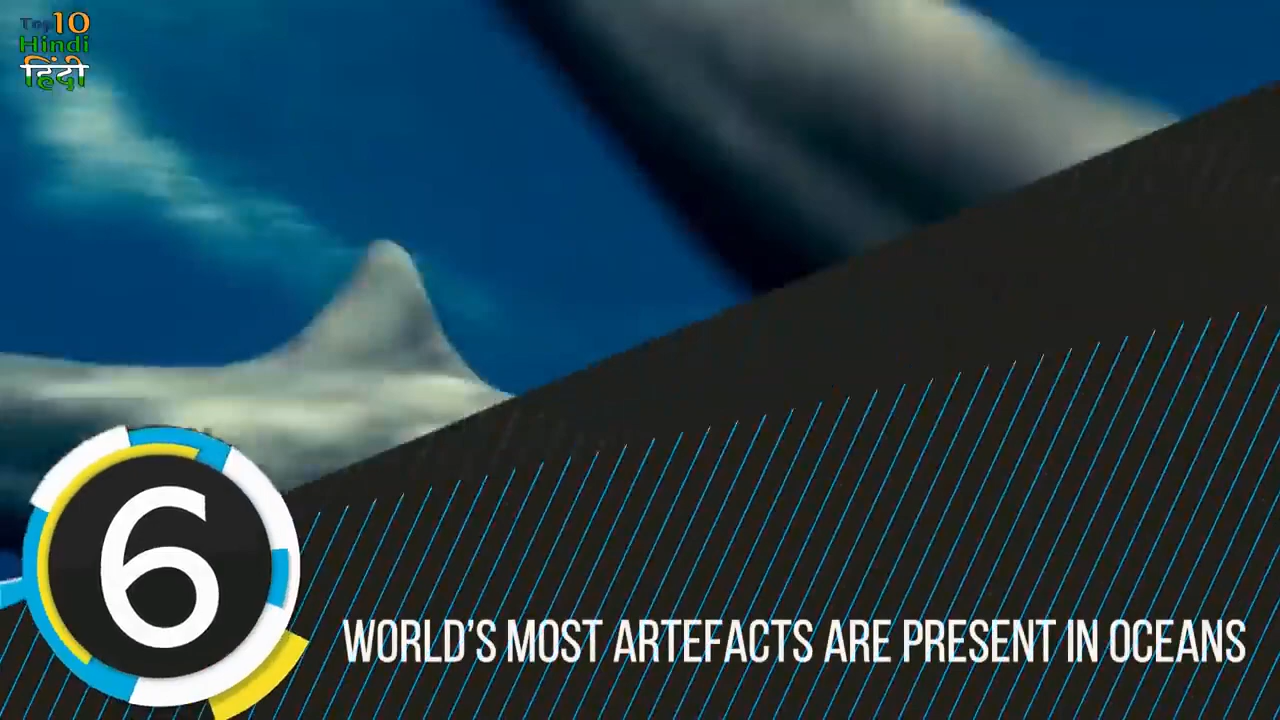 Top 10
Hindi
हिंदी
6
WORLD'S MOST ARTEFACTS ARE PRESENT IN OCEANS